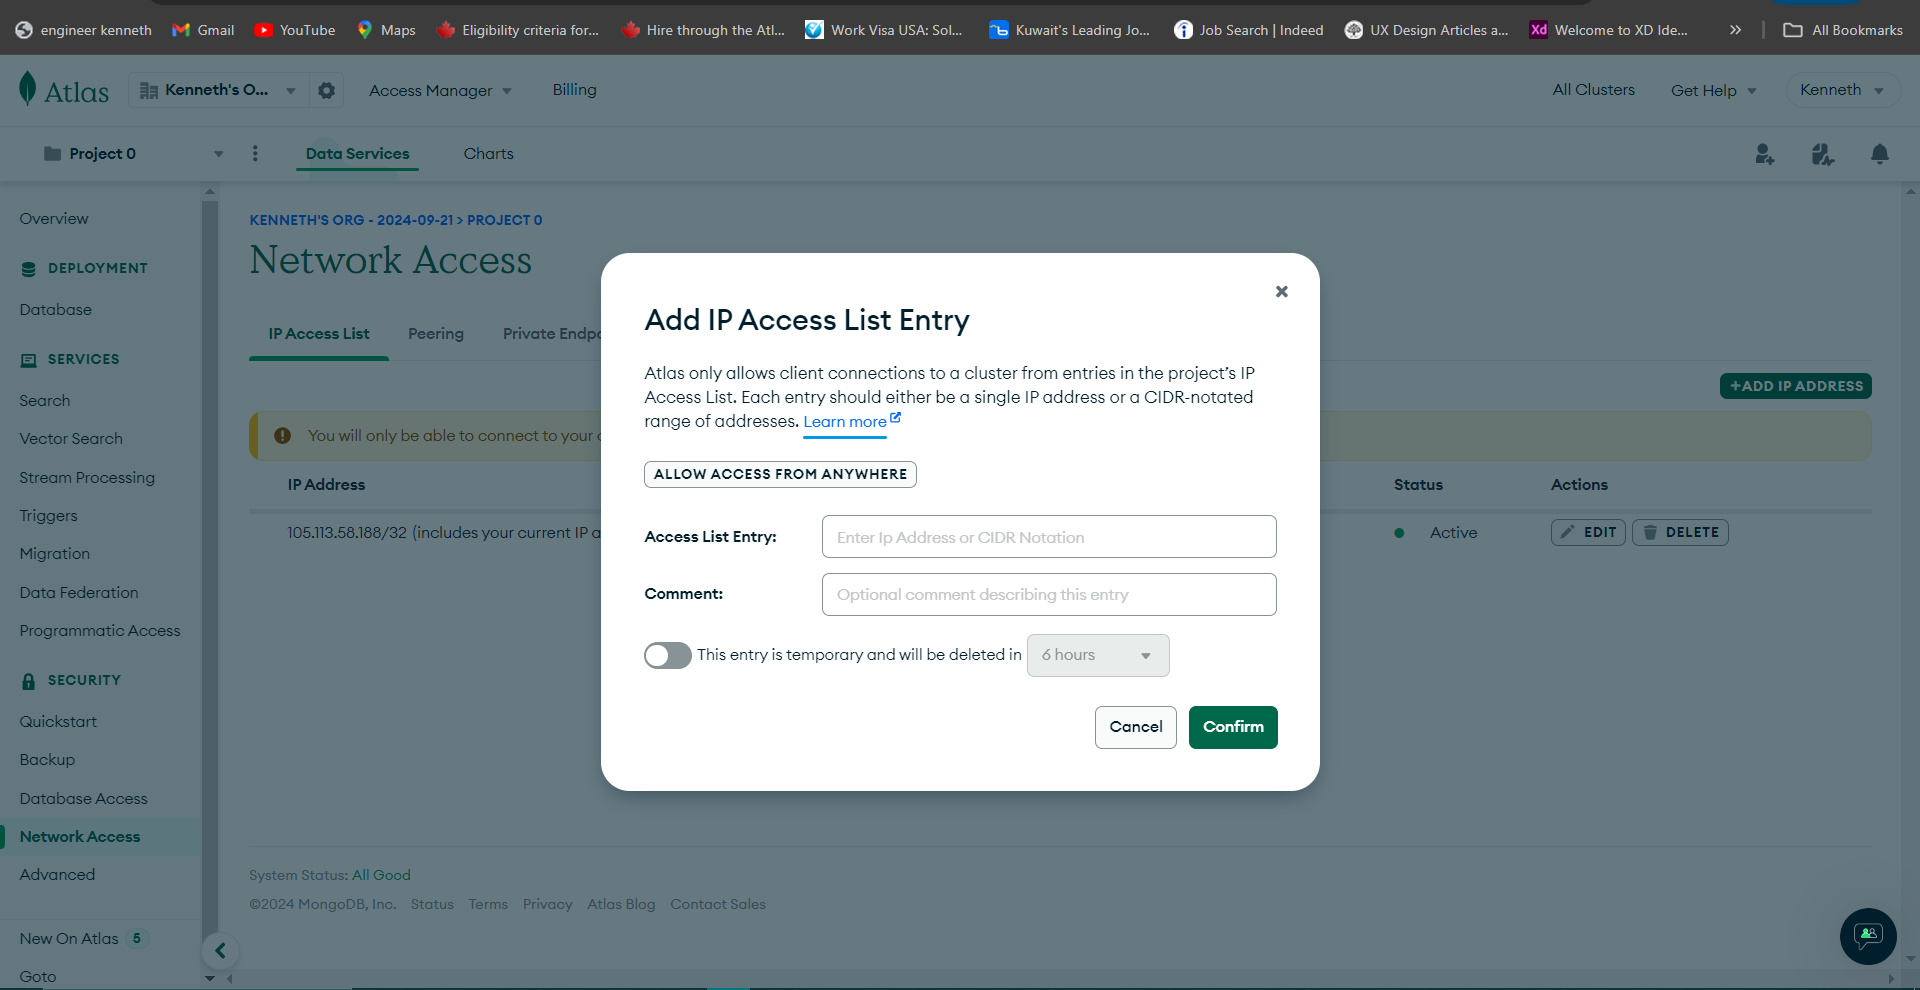 engineer kenneth Gmail YouTube Maps Eligibility criteria for... Hire through the Atl... Work Visa USA: Sol... Kuwait's Leading Jo... Job Search | Indeed UX Design Articles a... Xd Welcome to XD Ide... » All Bookmarks
Atlas Kenneth's O... Access Manager Billing All Clusters Get Help Kenneth
Project 0 Data Services Charts
Overview
DEPLOYMENT
Database
SERVICES
Search
Vector Search
Stream Processing
Triggers
Migration
Data Federation
Programmatic Access
SECURITY
Quickstart
Backup
Database Access
Network Access
Advanced
New On Atlas 5
Goto
KENNETH'S ORG - 2024-09-21 > PROJECT 0
Network Access
IP Access List Peering Private Endpo
+ADD IP ADDRESS
You will only be able to connect to your
IP Address Status Actions
105.113.58.188/32 (includes your current IP a Active EDIT DELETE
Add IP Access List Entry
Atlas only allows client connections to a cluster from entries in the project's IP
Access List. Each entry should either be a single IP address or a CIDR-notated
range of addresses. Learn more
ALLOW ACCESS FROM ANYWHERE
Access List Entry: Enter Ip Address or CIDR Notation
Comment: Optional comment describing this entry
This entry is temporary and will be deleted in 6 hours
Cancel Confirm
System Status: All Good
©2024 MongoDB, Inc. Status Terms Privacy Atlas Blog Contact Sales